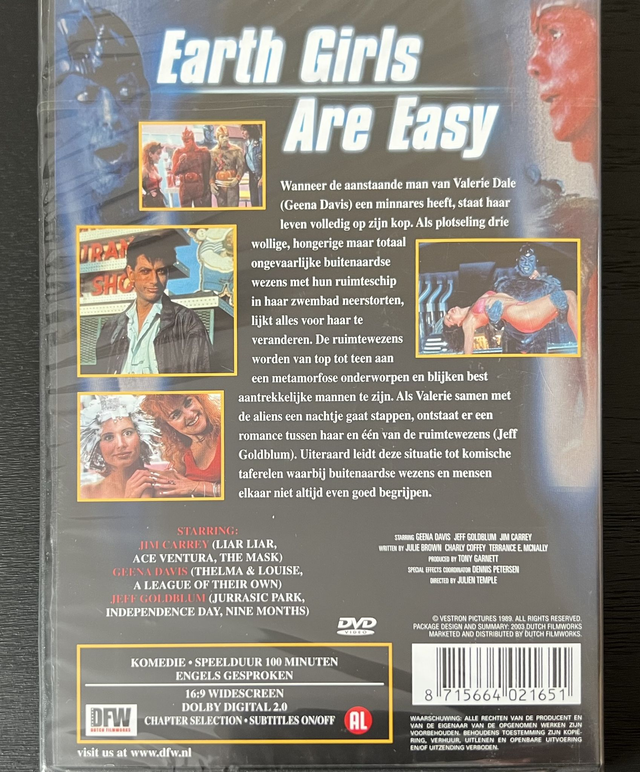 Earth Girls
Are Easy
Wanneer de aanstaande man van Valerie Dale
(Geena Davis) een minnares heeft, staat haar
leven volledig op zijn kop. Als plotseling drie
wollige, hongerige maar totaal
ongevaarlijke buitenaardse
wezens met hun ruimteschip
in haar zwembad neerstorten,
lijkt alles voor haar te
veranderen. De ruimtewezens
worden van top tot teen aan
een metamorfose onderworpen en blijken best
aantrekkelijke mannen te zijn. Als Valerie samen met
de aliens een nachtje gaat stappen, ontstaat er een
romance tussen haar en één van de ruimtewezens (Jeff
Goldblum). Uiteraard leidt deze situatie tot komische
taferelen waarbij buitenaardse wezens en mensen
elkaar niet altijd even goed begrijpen.
STARRING:
JIM CARREY (LIAR LIAR,
ACE VENTURA, THE MASK)
GEENA DAVIS (THELMA & LOUISE,
A LEAGUE OF THEIR OWN)
JEFF GOLDBLUM (JURRASIC PARK,
INDEPENDENCE DAY, NINE MONTHS)
STARRING GEENA DAVIS JEFF GOLDBLUM JIM CARREY
WRITTEN BY JULIE BROWN CHARLY COFFEY TERRANCE E. MCNALLY
PRODUCED BY TONY GARNETT
SPECIAL EFFECTS COORDINATOR DENNIS PETERSEN
DIRECTED BY JULIEN TEMPLE
DVD
VIDEO
© VESTRON PICTURES 1989. ALL RIGHTS RESERVED.
PACKAGE DESIGN AND SUMMARY: 2003 DUTCH FILMWORKS.
MARKETED AND DISTRIBUTED BY DUTCH FILMWORKS.
KOMEDIE • SPEELDUUR 100 MINUTEN
ENGELS GESPROKEN
16:9 WIDESCREEN
DOLBY DIGITAL 2.0
CHAPTER SELECTION • SUBTITLES ON/OFF
DFW
DUTCH FILMWORKS
AL
visit us at www.dfw.nl
8 715664 021651
WAARSCHUWING: ALLE RECHTEN VAN DE PRODUCENT EN
VAN DE EIGENAAR VAN DE OPGENOMEN WERKEN ZIJN
VOORBEHOUDEN. BEHOUDENS TOESTEMMING ZIJN KOPIË-
RING, VERHUUR, UITLENEN EN OPENBARE UITVOERING
EN/OF UITZENDING VERBODEN.